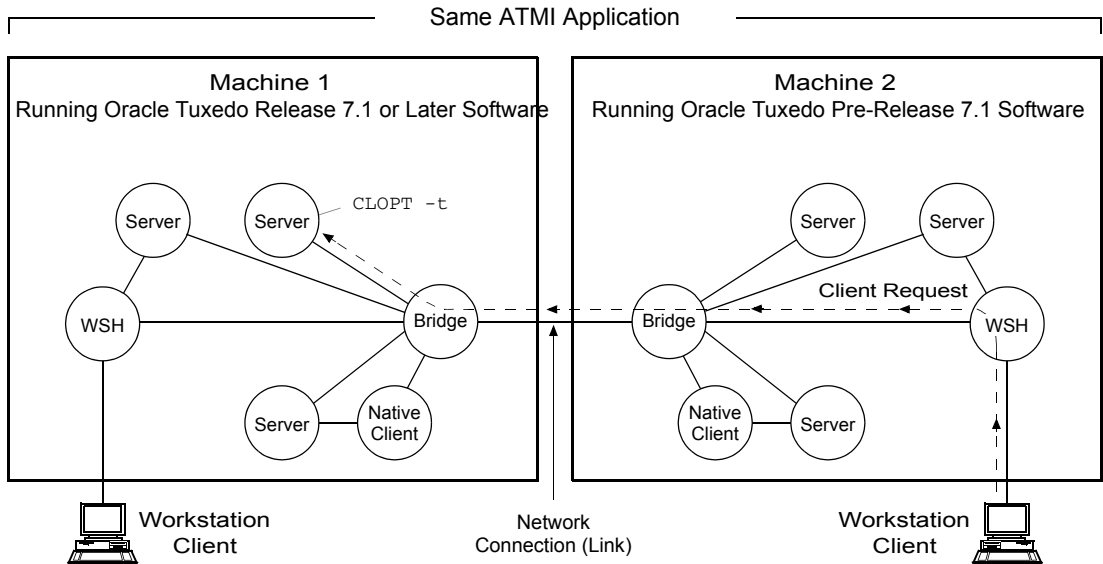 Same ATMI Application
Machine 1
Running Oracle Tuxedo Release 7.1 or Later Software
Machine 2
Running Oracle Tuxedo Pre-Release 7.1 Software
CLOPT -t
Server
Server
Server
Server
Client Request
WSH
Bridge
Bridge
WSH
Server
Native
Client
Native
Client
Server
Workstation
Client
Network
Connection (Link)
Workstation
Client